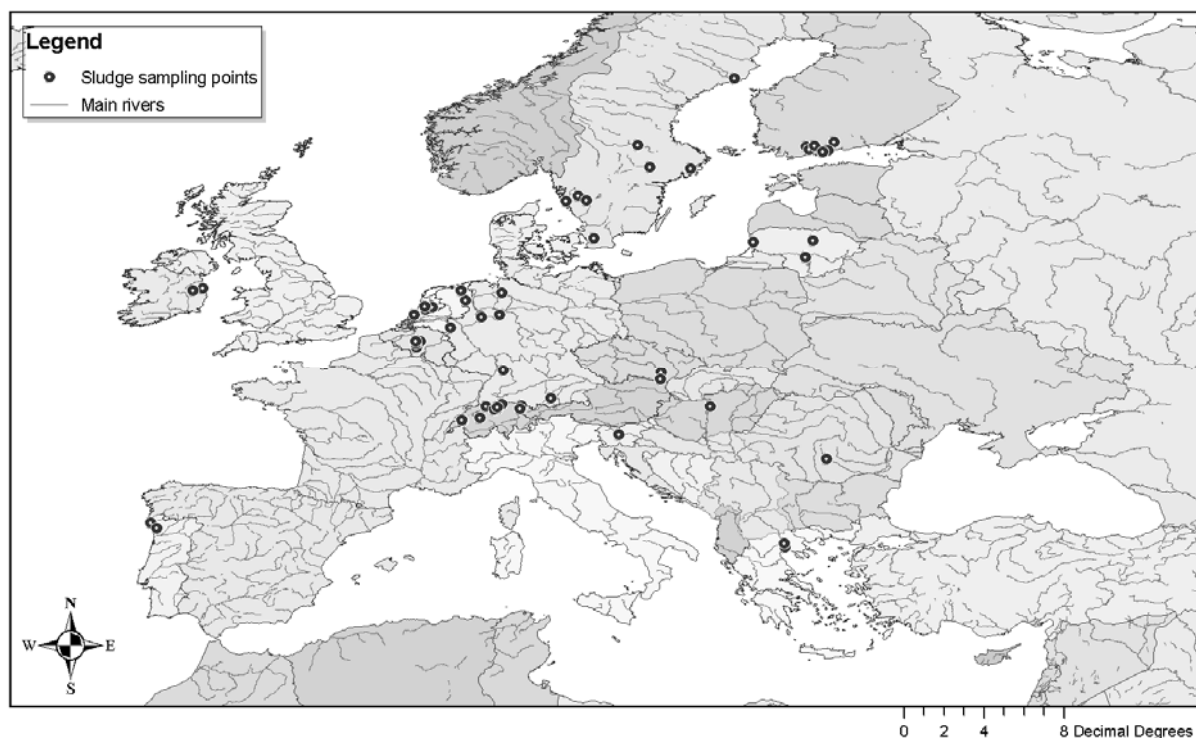 Legend
Sludge sampling points
Main rivers
N
W E
S
0 2 4 8 Decimal Degrees